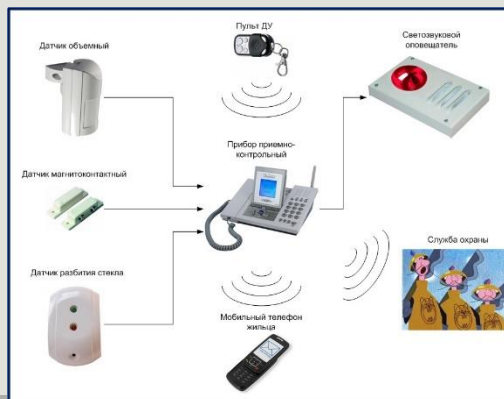 Датчик объемный
Пульт ДУ
Светозвуковой
оповещатель
Прибор приемно-
контрольный
Датчик магнитоконтактный
Служба охраны
Датчик разбития стекла
Мобильный телефон
жильца